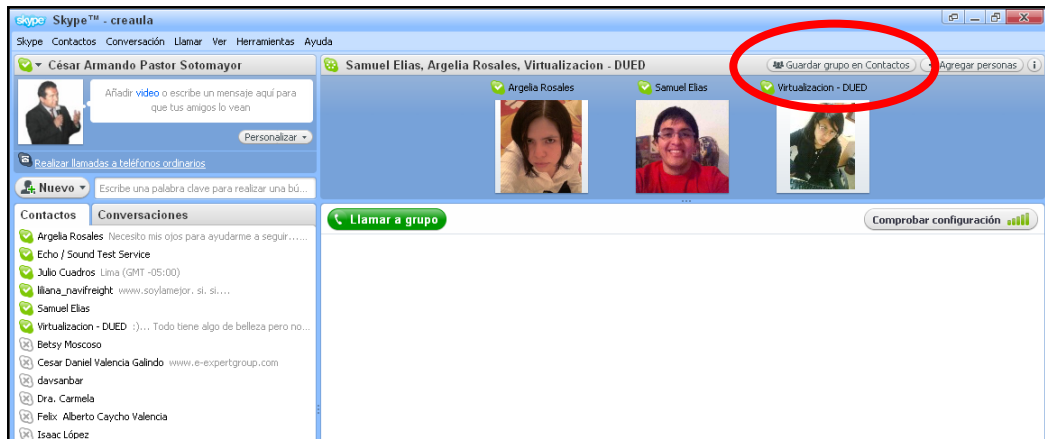 skype Skype™ - creaula
Skype Contactos Conversación Llamar Ver Herramientas Ayuda
César Armando Pastor Sotomayor
Añadir video o escribe un mensaje aquí para
que tus amigos lo vean
Personalizar
Realizar llamadas a teléfonos ordinarios
Nuevo
Escribe una palabra clave para realizar una bú...
Contactos Conversaciones
Argelia Rosales Necesito mis ojos para ayudarme a seguir......
Echo / Sound Test Service
Julio Cuadros Lima (GMT -05:00)
liliana_navifreight www.soylamejor. si. si....
Samuel Elias
Virtualizacion - DUED :)... Todo tiene algo de belleza pero no...
Betsy Moscoso
Cesar Daniel Valencia Galindo www.e-expertgroup.com
davsanbar
Dra. Carmela
Felix Alberto Caycho Valencia
Isaac López
Samuel Elias, Argelia Rosales, Virtualizacion - DUED
Guardar grupo en Contactos
Agregar personas
Argelia Rosales
Samuel Elias
Virtualizacion - DUED
Llamar a grupo
Comprobar configuración